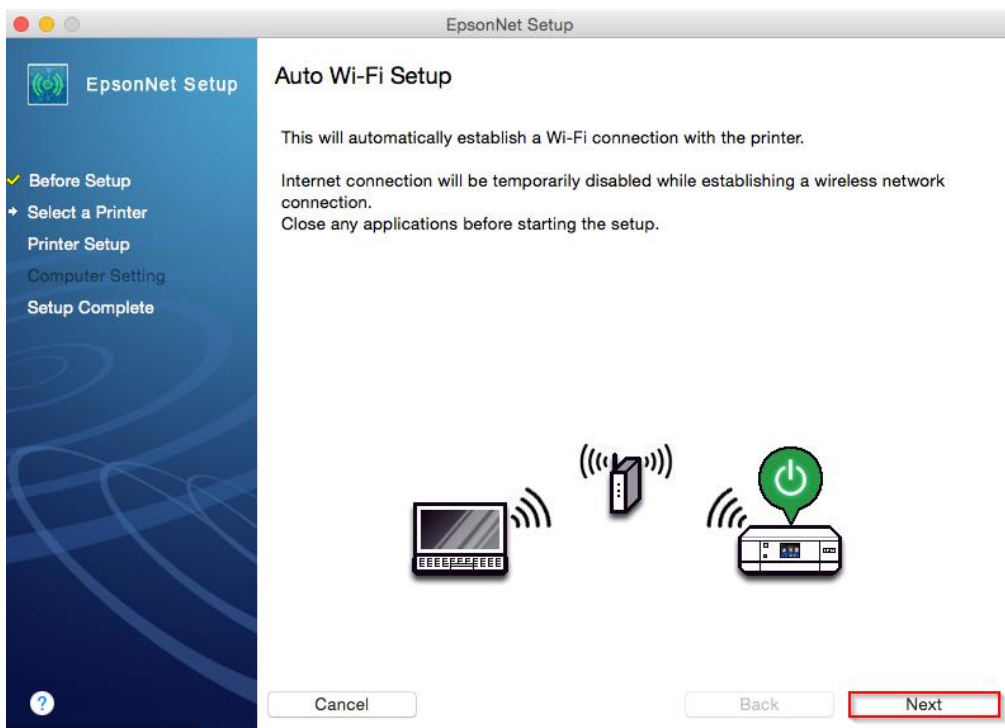 EpsonNet Setup
EpsonNet Setup
Before Setup
Select a Printer
Printer Setup
Computer Setting
Setup Complete
Auto Wi-Fi Setup
This will automatically establish a Wi-Fi connection with the printer.
Internet connection will be temporarily disabled while establishing a wireless network
connection.
Close any applications before starting the setup.
?
Cancel
Back
Next